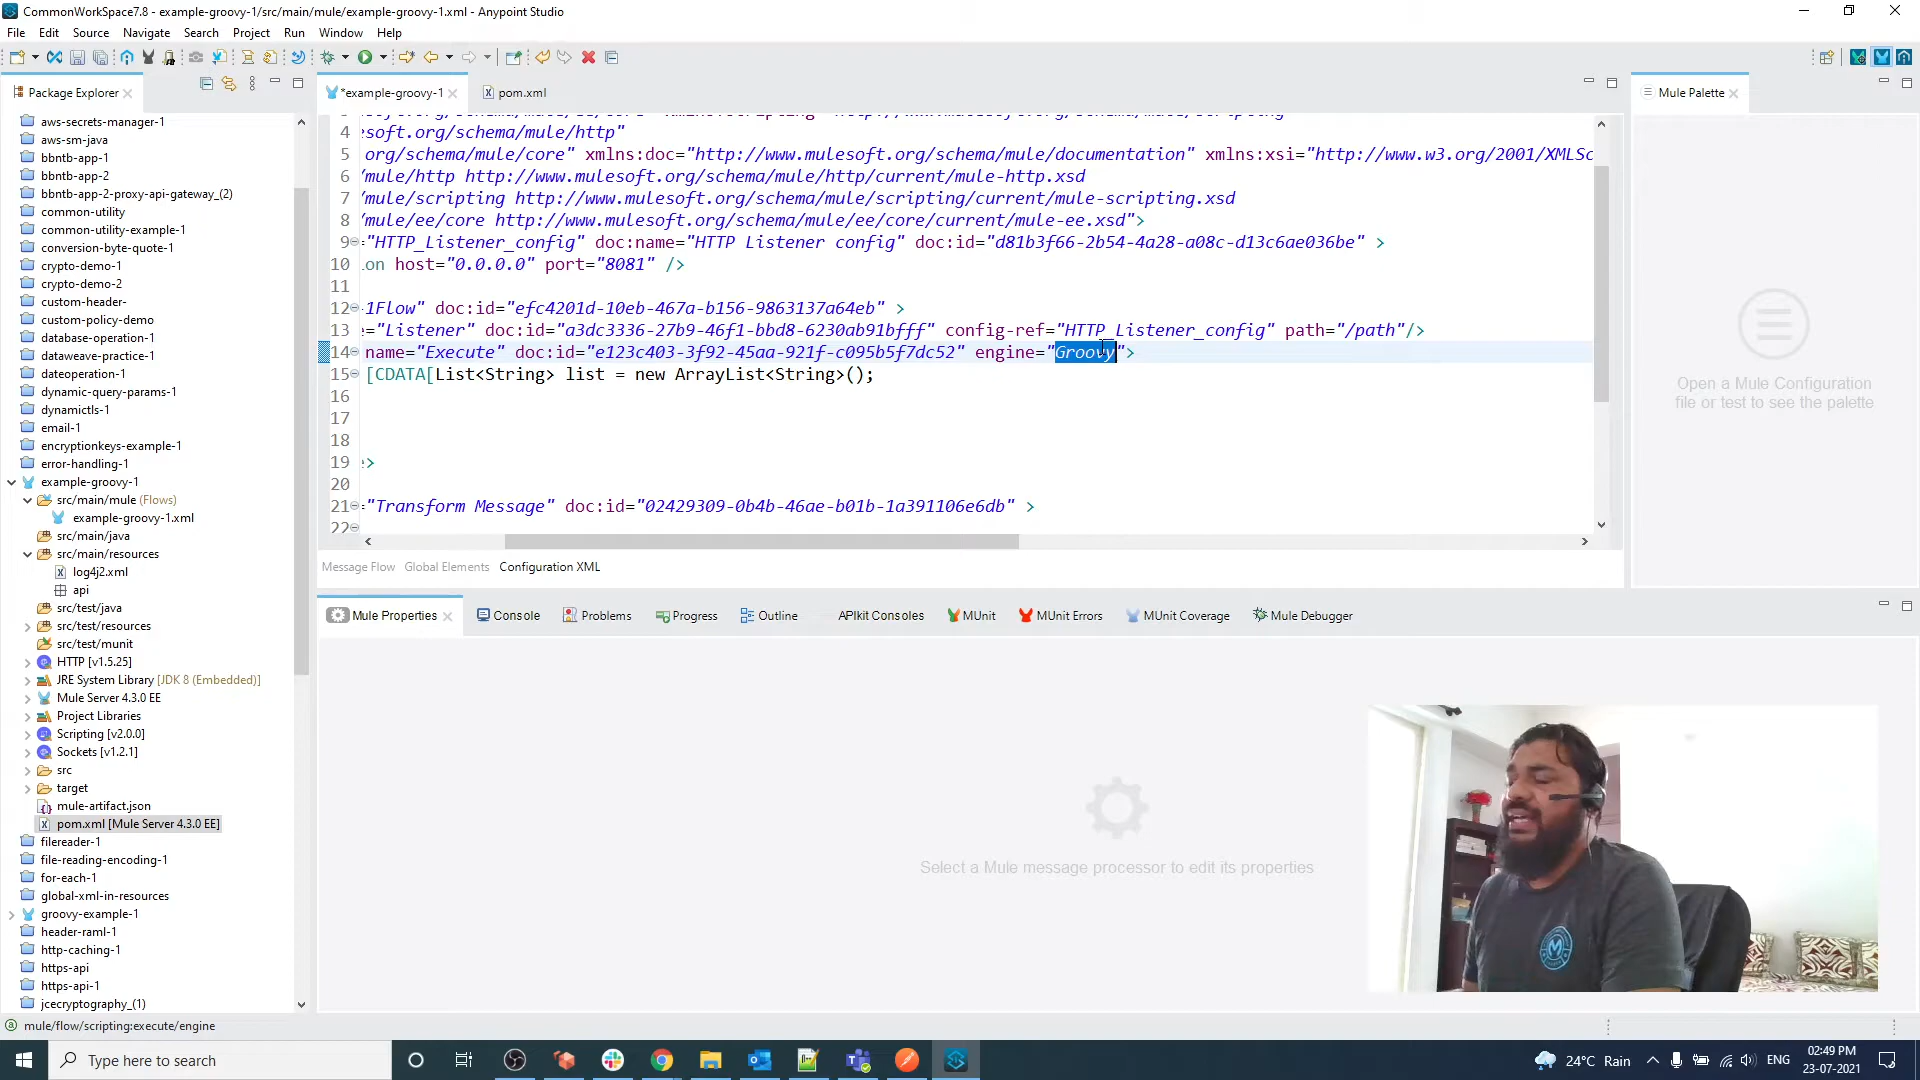 CommonWorkSpace7.8 - example-groovy-1/src/main/mule/example-groovy-1.xml - Anypoint Studio
File Edit Source Navigate Search Project Run Window Help
Package Explorer
*example-groovy-1
pom.xml
Mule Palette
aws-secrets-manager-1
aws-sm-java
bbntb-app-1
bbntb-app-2
bbntb-app-2-proxy-api-gateway_(2)
common-utility
common-utility-example-1
conversion-byte-quote-1
crypto-demo-1
crypto-demo-2
custom-header-
custom-policy-demo
database-operation-1
dataweave-practice-1
dateoperation-1
dynamic-query-params-1
dynamictls-1
email-1
encryptionkeys-example-1
error-handling-1
example-groovy-1
src/main/mule (Flows)
example-groovy-1.xml
src/main/java
src/main/resources
log4j2.xml
api
src/test/java
src/test/resources
src/test/munit
HTTP [v1.5.25]
JRE System Library [JDK 8 (Embedded)]
Mule Server 4.3.0 EE
Project Libraries
Scripting [v2.0.0]
Sockets [v1.2.1]
src
target
mule-artifact.json
pom.xml [Mule Server 4.3.0 EE]
filereader-1
file-reading-encoding-1
for-each-1
global-xml-in-resources
groovy-example-1
header-raml-1
http-caching-1
https-api
https-api-1
jcecryptography_(1)
4 esoft.org/schema/mule/http"
5 org/schema/mule/core" xmlns:doc="http://www.mulesoft.org/schema/mule/documentation" xmlns:xsi="http://www.w3.org/2001/XMLSc
6 /mule/http http://www.mulesoft.org/schema/mule/http/current/mule-http.xsd
7 /mule/scripting http://www.mulesoft.org/schema/mule/scripting/current/mule-scripting.xsd
8 /mule/ee/core http://www.mulesoft.org/schema/mule/ee/core/current/mule-ee.xsd">
9 ="HTTP_Listener_config" doc:name="HTTP Listener config" doc:id="d81b3f66-2b54-4a28-a08c-d13c6ae036be" >
10 ion host="0.0.0.0" port="8081" />
11
12 1Flow" doc:id="efc4201d-10eb-467a-b156-9863137a64eb" >
13 e="Listener" doc:id="a3dc3336-27b9-46f1-bbd8-6230ab91bfff" config-ref="HTTP_Listener_config" path="/path"/>
14 name="Execute" doc:id="e123c403-3f92-45aa-921f-c095b5f7dc52" engine="Groovy">
15 [CDATA[List<String> list = new ArrayList<String>();
16
17
18
19 >
20
21 ="Transform Message" doc:id="02429309-0b4b-46ae-b01b-1a391106e6db" >
22
Message Flow Global Elements Configuration XML
Open a Mule Configuration
file or test to see the palette
Mule Properties Console Problems Progress Outline APIkit Consoles MUnit MUnit Errors MUnit Coverage Mule Debugger
Select a Mule message processor to edit its properties
mule/flow/scripting:execute/engine
Type here to search
24°C Rain
ENG
02:49 PM
23-07-2021